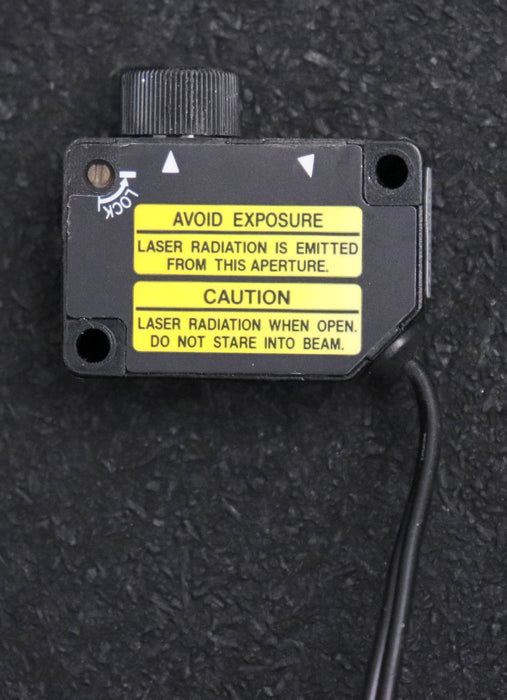 LOCK
AVOID EXPOSURE
LASER RADIATION IS EMITTED
FROM THIS APERTURE.
CAUTION
LASER RADIATION WHEN OPEN.
DO NOT STARE INTO BEAM.